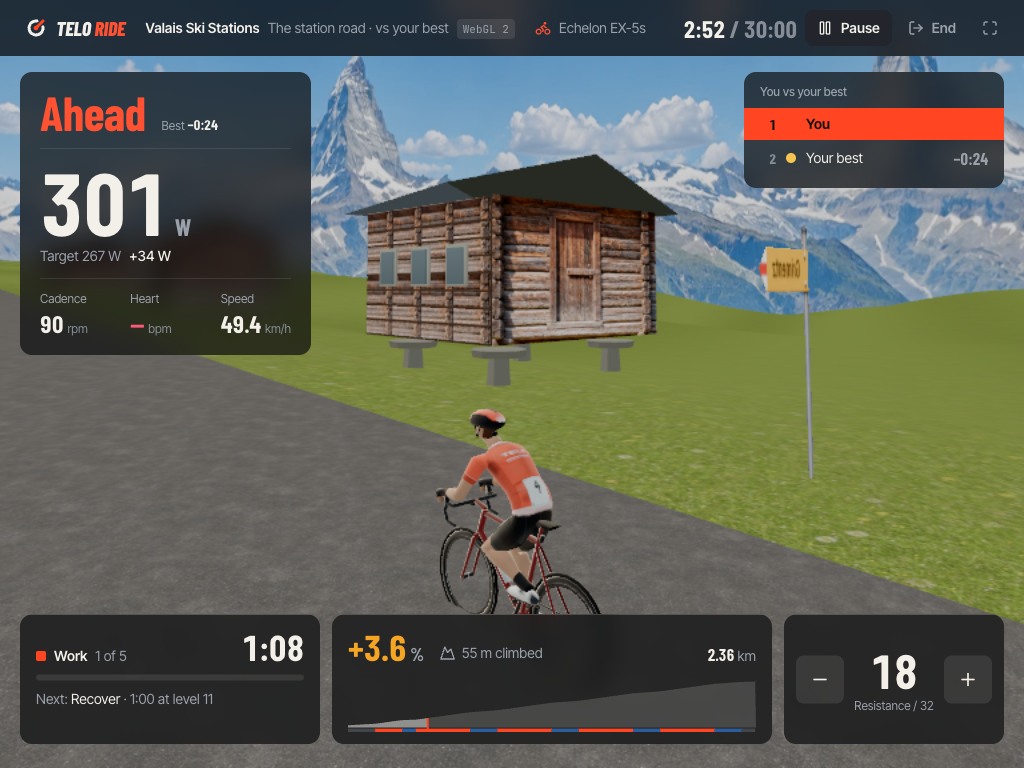 TELO RIDE
Valais Ski Stations The station road · vs your best WebGL 2
Echelon EX-5s
2:52 / 30:00
Pause
End
Ahead Best −0:24
301 W
Target 267 W +34 W
Cadence Heart Speed
90 rpm — bpm 49.4 km/h
You vs your best
1 You
2 Your best −0:24
Grimentz
4
Work 1 of 5 1:08
Next: Recover · 1:00 at level 11
+3.6 % 55 m climbed 2.36 km
− 18 +
Resistance / 32